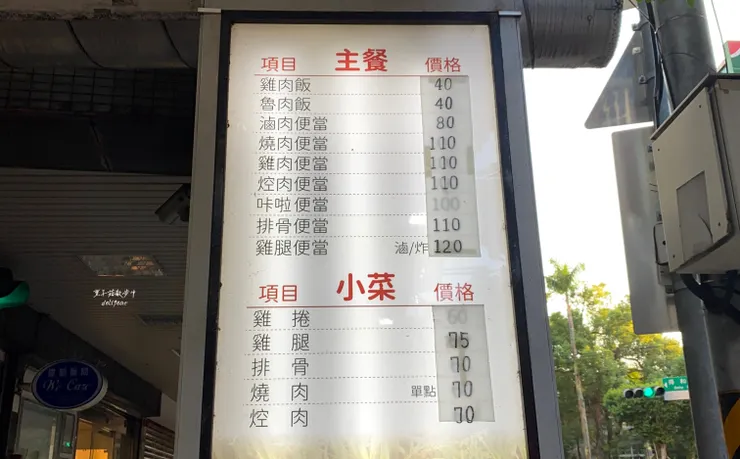 項目 主餐 價格
雞肉飯 40
魯肉飯 40
滷肉便當 80
燒肉便當 110
雞肉便當 110
焢肉便當 110
咔啦便當 100
排骨便當 110
雞腿便當 滷/炸 120
項目 小菜 價格
雞捲 60
雞腿 75
排骨 70
燒肉 單點 70
焢肉 70